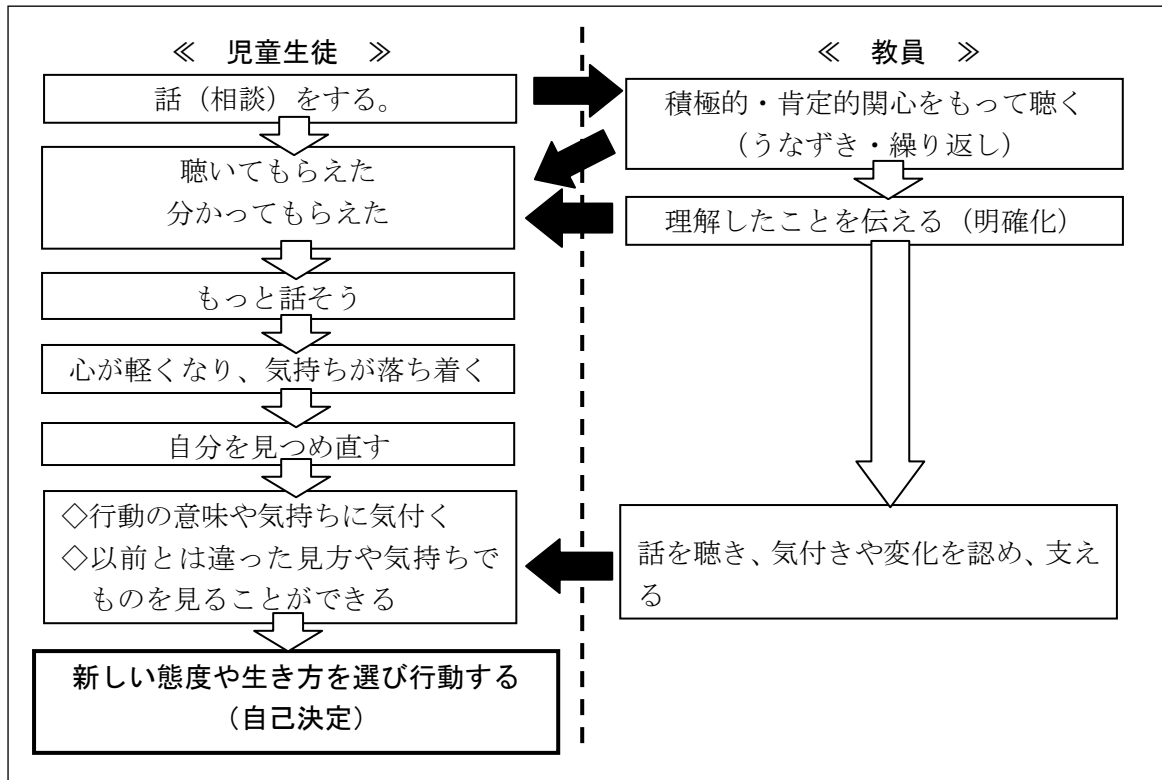 ≪ 児童生徒 ≫
話（相談）をする。
聴いてもらえた
分かってもらえた
もっと話そう
心が軽くなり、気持ちが落ち着く
自分を見つめ直す
◇行動の意味や気持ちに気付く
◇以前とは違った見方や気持ちで
ものを見ることができる
新しい態度や生き方を選び行動する
（自己決定）
≪ 教員 ≫
積極的・肯定的関心をもって聴く
（うなずき・繰り返し）
理解したことを伝える（明確化）
話を聴き、気付きや変化を認め、支え
る